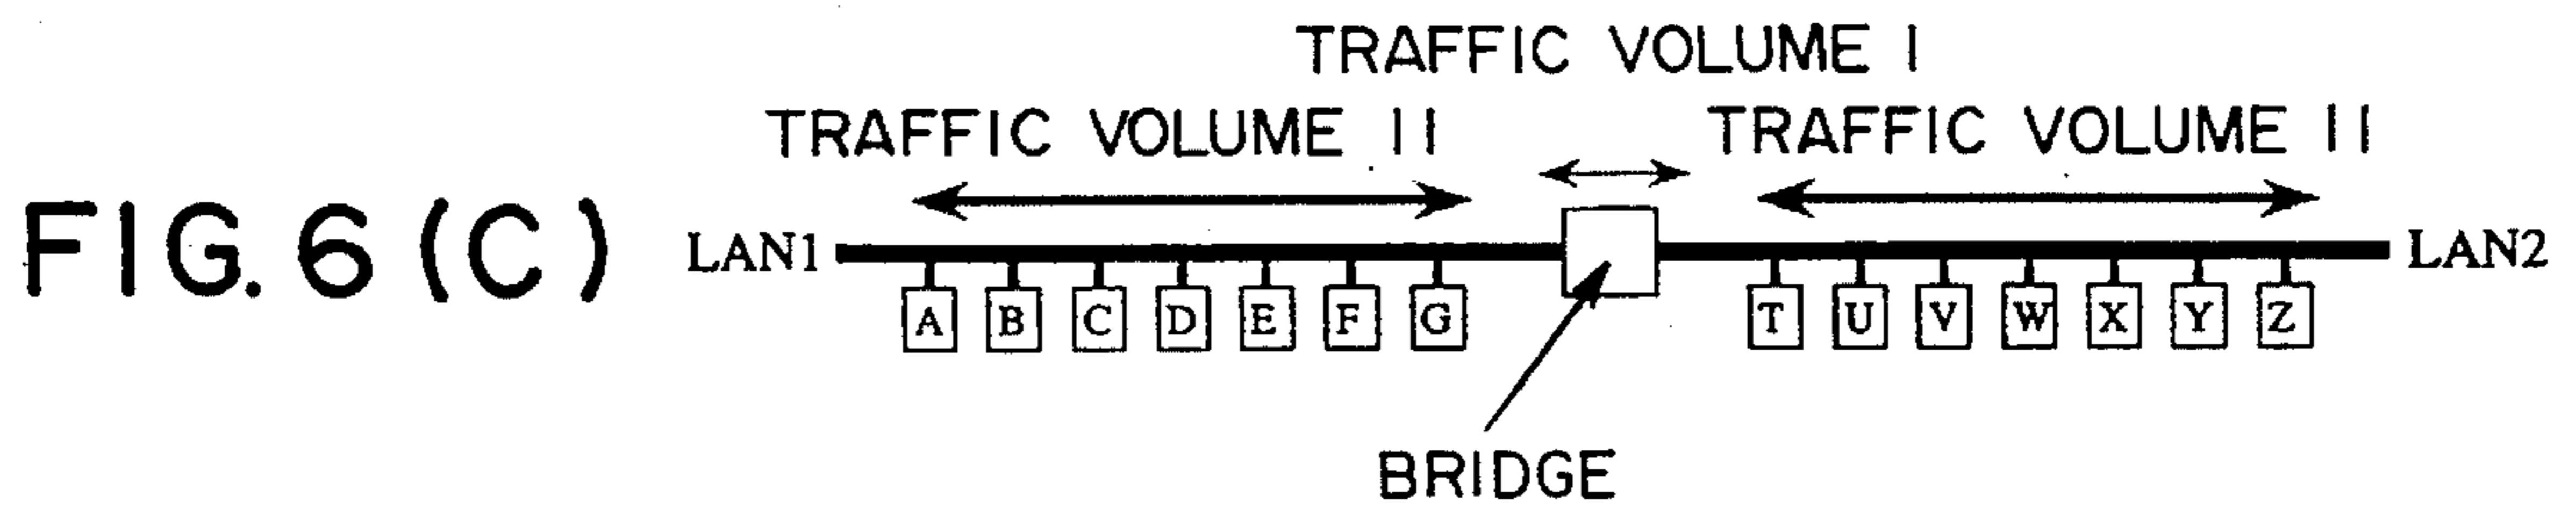 TRAFFIC VOLUME I
TRAFFIC VOLUME II TRAFFIC VOLUME II
FIG. 6 (C)
LAN1 LAN2
A B C D E F G T U V W X Y Z
BRIDGE